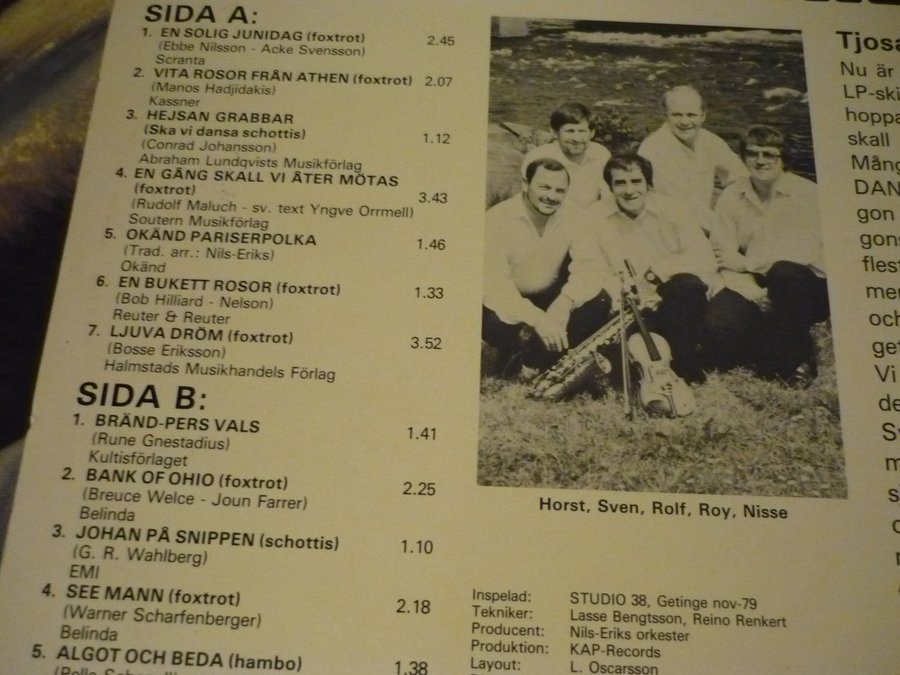 SIDA A:
1. EN SOLIG JUNIDAG (foxtrot) 2.45
(Ebbe Nilsson - Acke Svensson)
Scranta
2. VITA ROSOR FRÅN ATHEN (foxtrot) 2.07
(Manos Hadjidakis)
Kassner
3. HEJSAN GRABBAR
(Ska vi dansa schottis) 1.12
(Conrad Johansson)
Abraham Lundqvists Musikförlag
4. EN GÅNG SKALL VI ÅTER MÖTAS
(foxtrot) 3.43
(Rudolf Maluch - sv. text Yngve Orrmell)
Soutern Musikförlag
5. OKÄND PARISERPOLKA 1.46
(Trad. arr.: Nils-Eriks)
Okänd
6. EN BUKETT ROSOR (foxtrot) 1.33
(Bob Hilliard - Nelson)
Reuter & Reuter
7. LJUVA DRÖM (foxtrot) 3.52
(Bosse Eriksson)
Halmstads Musikhandels Förlag
SIDA B:
1. BRÄND-PERS VALS 1.41
(Rune Gnestadius)
Kultisförlaget
2. BANK OF OHIO (foxtrot) 2.25
(Breuce Welce - Joun Farrer)
Belinda
3. JOHAN PÅ SNIPPEN (schottis) 1.10
(G. R. Wahlberg)
EMI
4. SEE MANN (foxtrot) 2.18
(Warner Scharfenberger)
Belinda
5. ALGOT OCH BEDA (hambo) 1.38
Horst, Sven, Rolf, Roy, Nisse
Inspelad: STUDIO 38, Getinge nov-79
Tekniker: Lasse Bengtsson, Reino Renkert
Producent: Nils-Eriks orkester
Produktion: KAP-Records
Layout: L. Oscarsson
Tjosa
Nu är
LP-ski
hoppa
skall
Mång
DAN
gon
gons
flest
mer
och
get
Vi
de
S
m
s